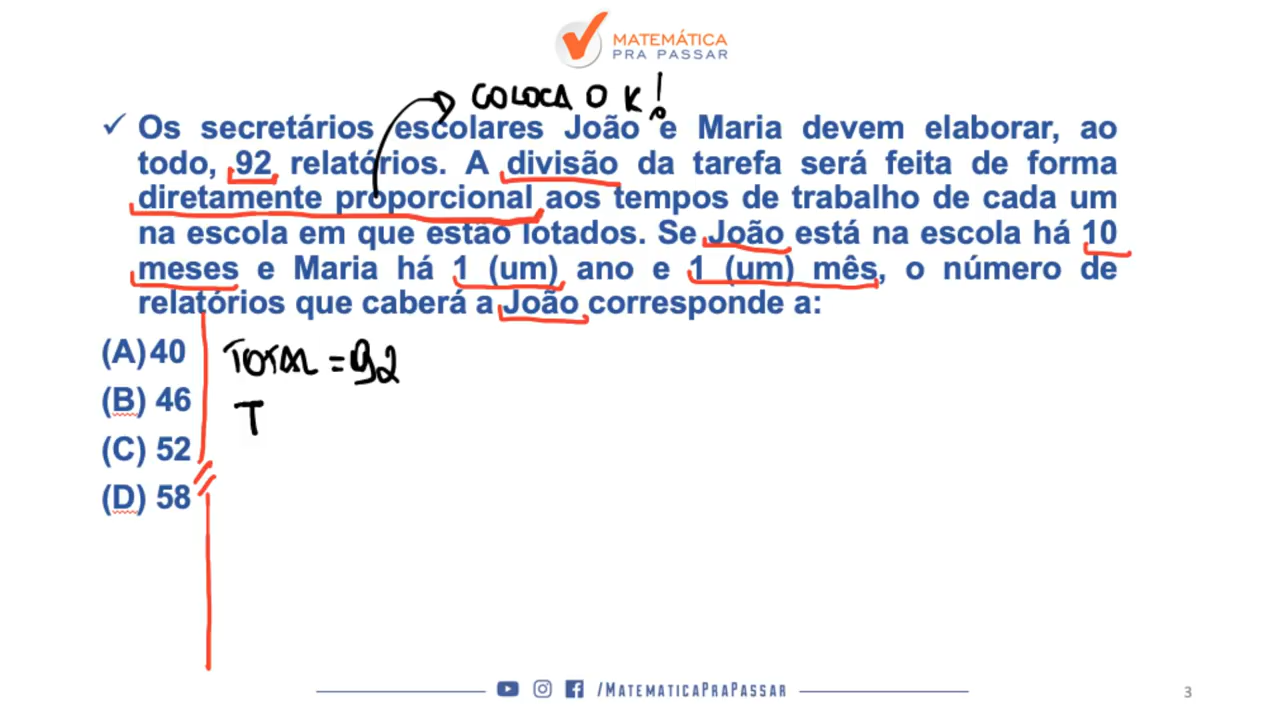 MATEMÁTICA
PRA PASSAR
COLOCA O K!
✓ Os secretários escolares João e Maria devem elaborar, ao
todo, 92 relatórios. A divisão da tarefa será feita de forma
diretamente proporcional aos tempos de trabalho de cada um
na escola em que estão lotados. Se João está na escola há 10
meses e Maria há 1 (um) ano e 1 (um) mês, o número de
relatórios que caberá a João corresponde a:
(A) 40
TOTAL = 92
(B) 46
T
(C) 52
(D) 58
/MATEMATICAPRAPASSAR
3